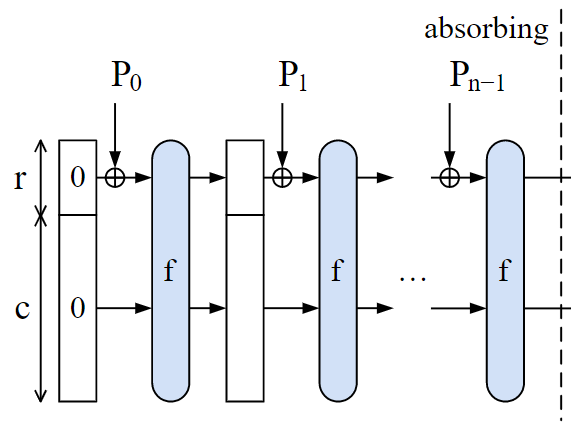 absorbing
P₀ P₁ Pₙ₋₁
r 0
f f … f
c 0